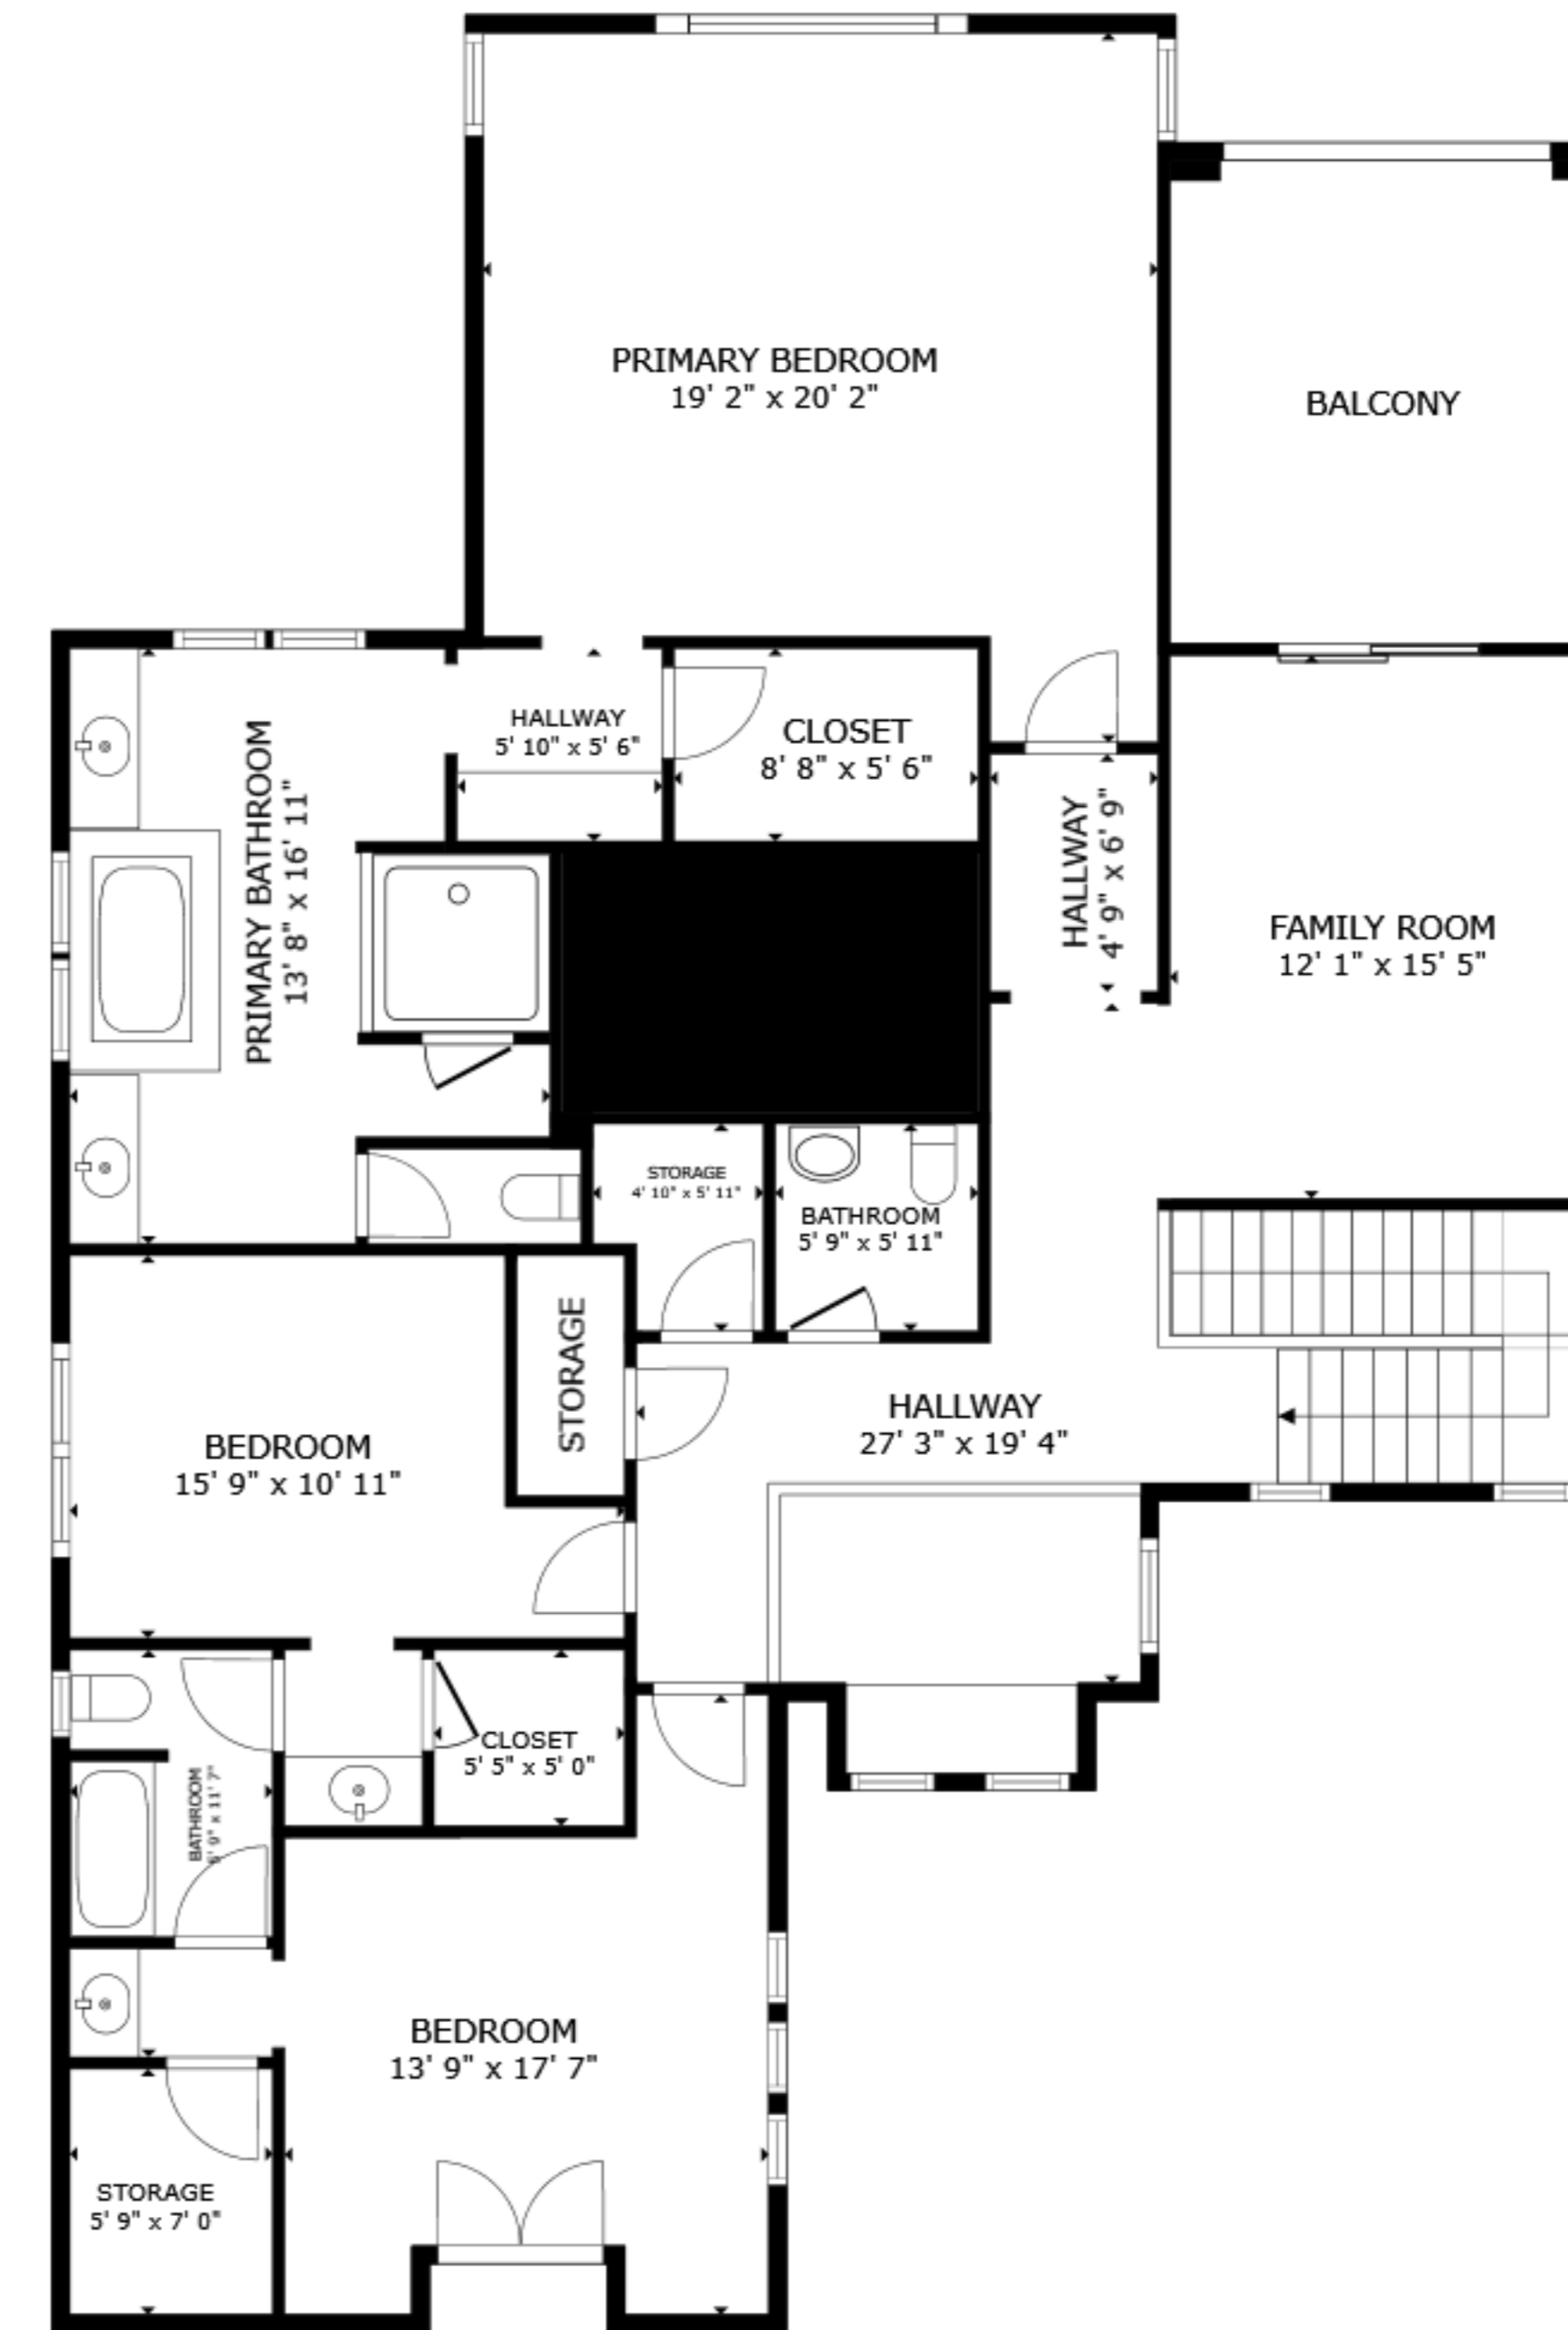 PRIMARY BEDROOM
19' 2" x 20' 2"
BALCONY
HALLWAY
5' 10" x 5' 6"
CLOSET
8' 8" x 5' 6"
PRIMARY BATHROOM
13' 8" x 16' 11"
HALLWAY
4' 9" x 6' 9"
FAMILY ROOM
12' 1" x 15' 5"
STORAGE
4' 10" x 5' 11"
BATHROOM
5' 9" x 5' 11"
STORAGE
HALLWAY
27' 3" x 19' 4"
BEDROOM
15' 9" x 10' 11"
CLOSET
5' 5" x 5' 0"
BATHROOM
9" x 11' 7"
BEDROOM
13' 9" x 17' 7"
STORAGE
5' 9" x 7' 0"